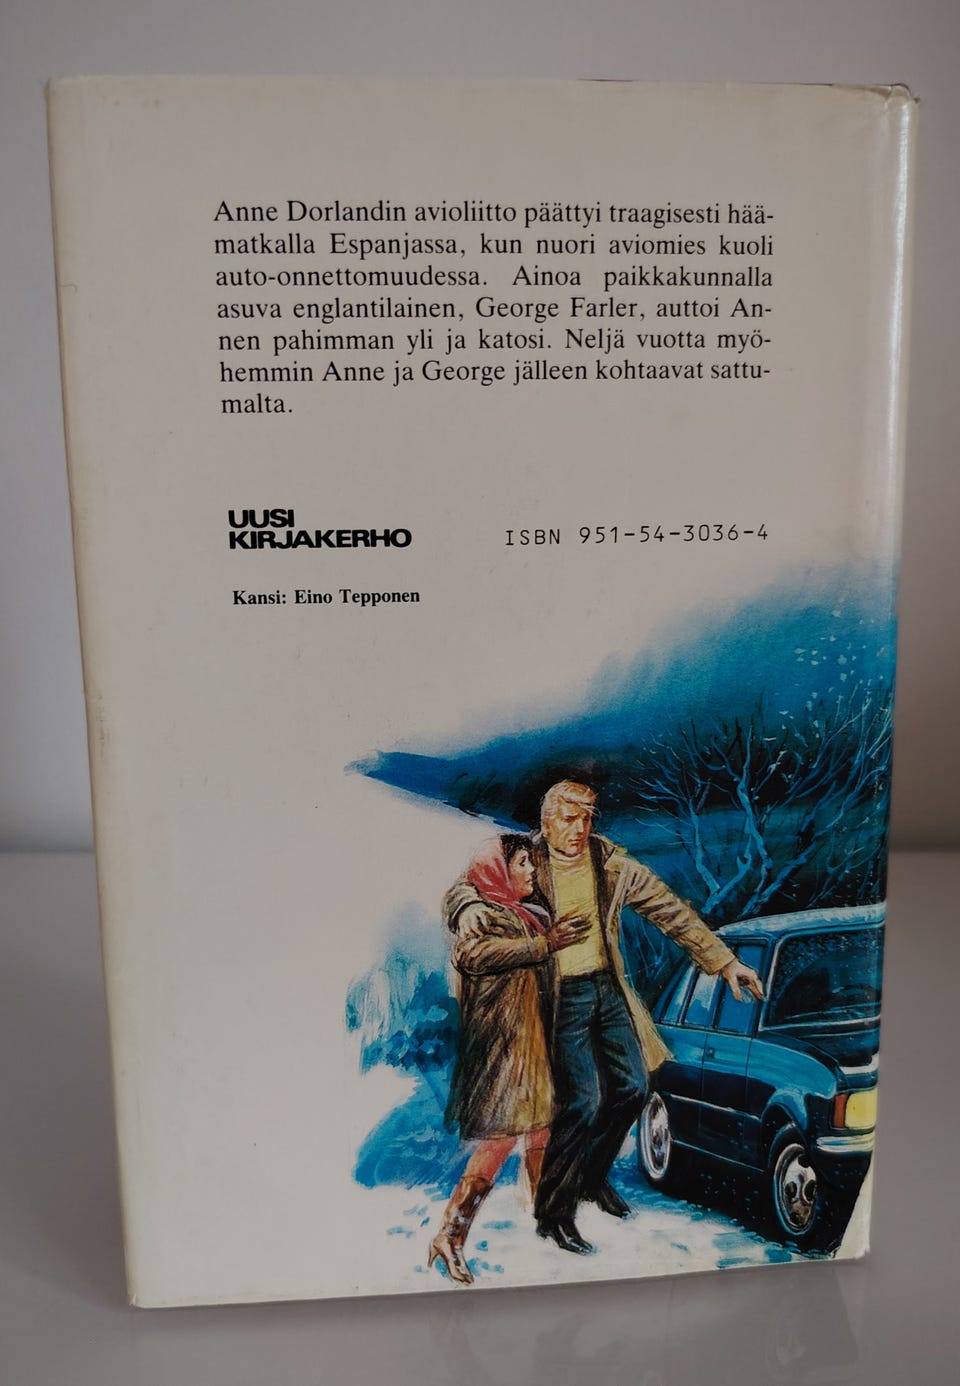 Anne Dorlandin avioliitto päättyi traagisesti hää-
matkalla Espanjassa, kun nuori aviomies kuoli
auto-onnettomuudessa. Ainoa paikkakunnalla
asuva englantilainen, George Farler, auttoi An-
nen pahimman yli ja katosi. Neljä vuotta myö-
hemmin Anne ja George jälleen kohtaavat sattu-
malta.
UUSI
KIRJAKERHO
ISBN 951-54-3036-4
Kansi: Eino Tepponen